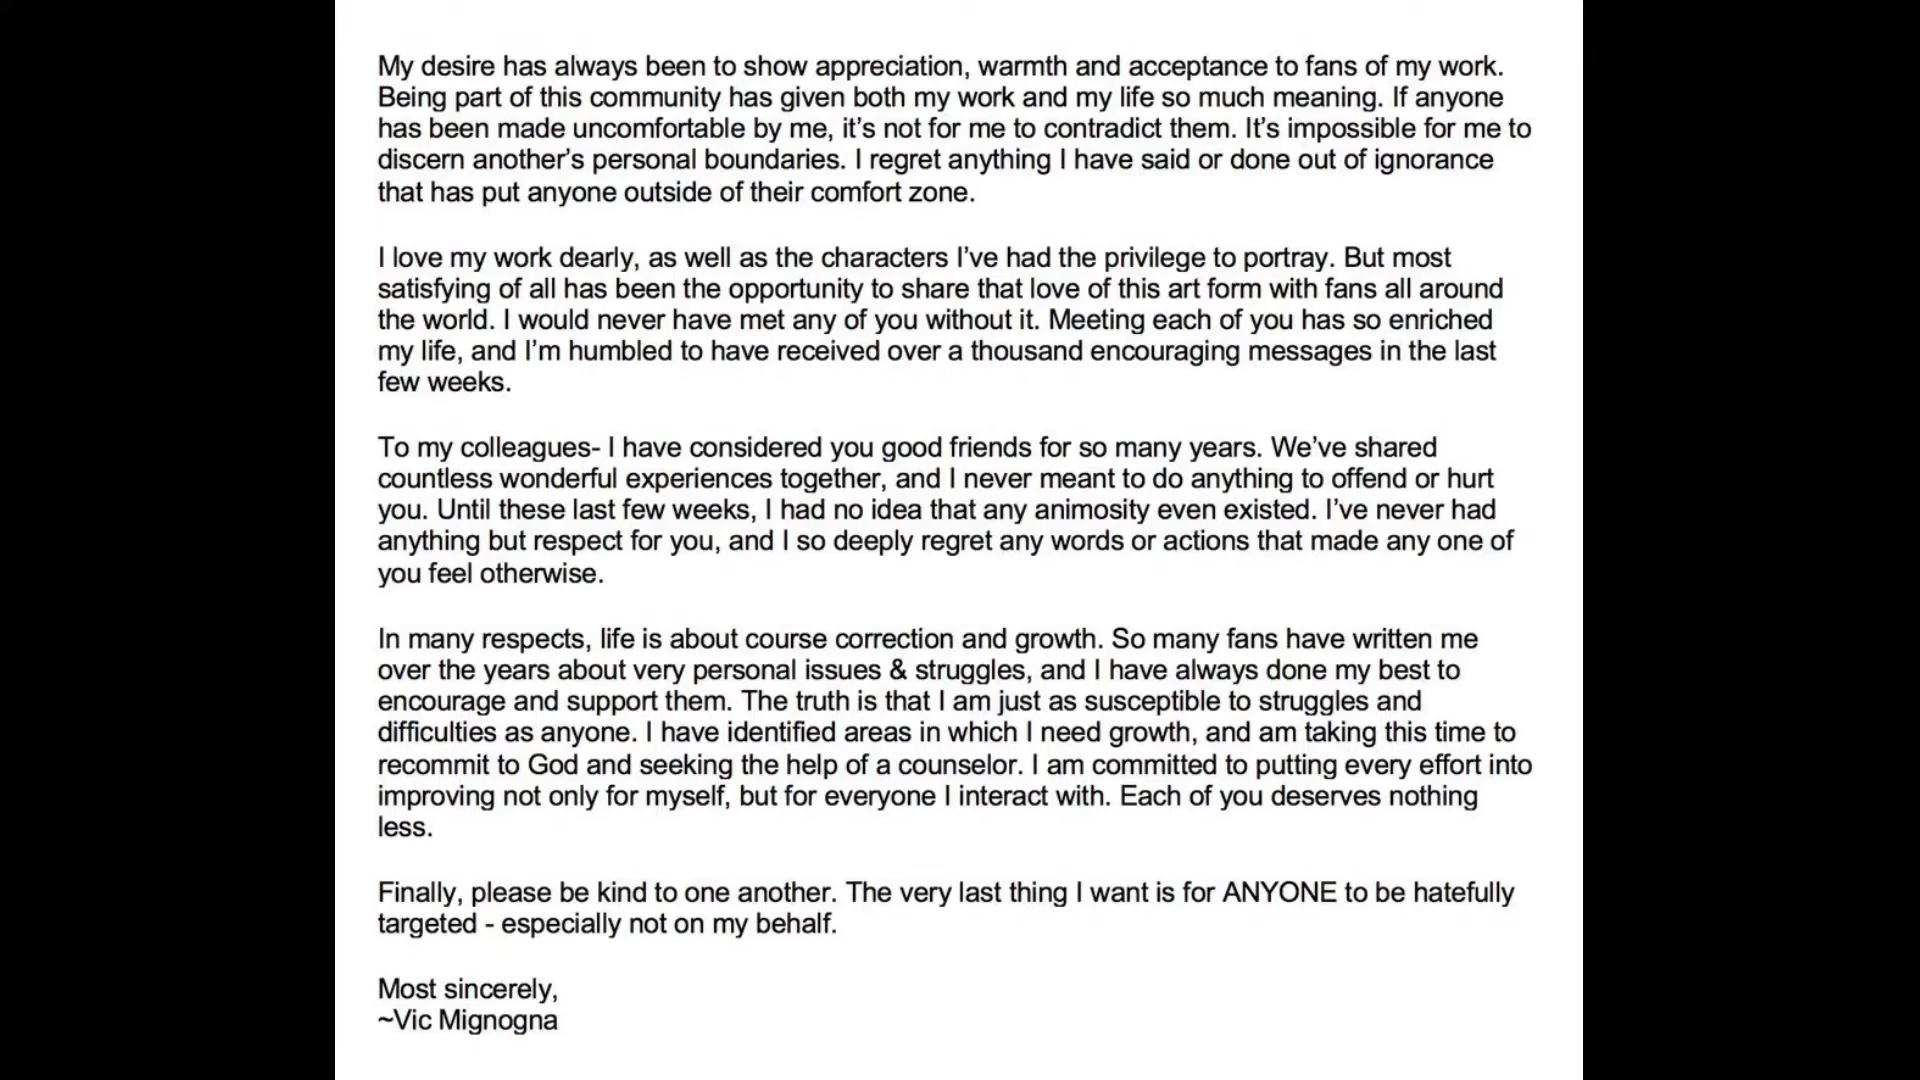 My desire has always been to show appreciation, warmth and acceptance to fans of my work.
Being part of this community has given both my work and my life so much meaning. If anyone
has been made uncomfortable by me, it’s not for me to contradict them. It’s impossible for me to
discern another’s personal boundaries. I regret anything I have said or done out of ignorance
that has put anyone outside of their comfort zone.
I love my work dearly, as well as the characters I’ve had the privilege to portray. But most
satisfying of all has been the opportunity to share that love of this art form with fans all around
the world. I would never have met any of you without it. Meeting each of you has so enriched
my life, and I’m humbled to have received over a thousand encouraging messages in the last
few weeks.
To my colleagues- I have considered you good friends for so many years. We’ve shared
countless wonderful experiences together, and I never meant to do anything to offend or hurt
you. Until these last few weeks, I had no idea that any animosity even existed. I’ve never had
anything but respect for you, and I so deeply regret any words or actions that made any one of
you feel otherwise.
In many respects, life is about course correction and growth. So many fans have written me
over the years about very personal issues & struggles, and I have always done my best to
encourage and support them. The truth is that I am just as susceptible to struggles and
difficulties as anyone. I have identified areas in which I need growth, and am taking this time to
recommit to God and seeking the help of a counselor. I am committed to putting every effort into
improving not only for myself, but for everyone I interact with. Each of you deserves nothing
less.
Finally, please be kind to one another. The very last thing I want is for ANYONE to be hatefully
targeted - especially not on my behalf.
Most sincerely,
~Vic Mignogna